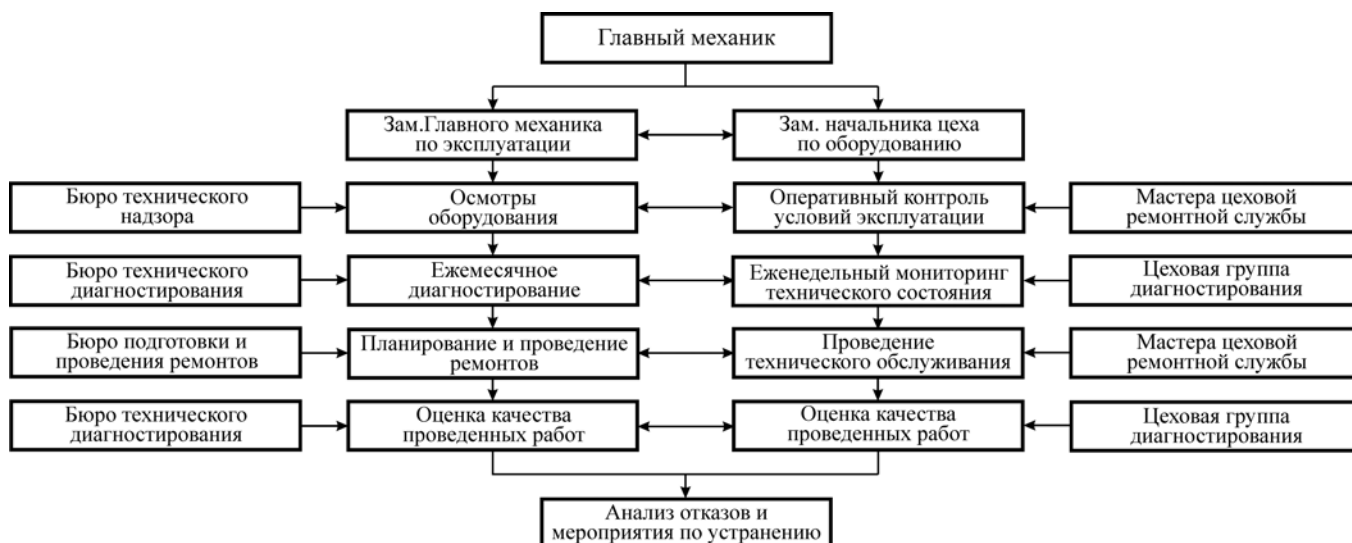 Главный механик
Зам.Главного механика
по эксплуатации
Зам. начальника цеха
по оборудованию
Бюро технического
надзора
Осмотры
оборудования
Оперативный контроль
условий эксплуатации
Мастера цеховой
ремонтной службы
Бюро технического
диагностирования
Ежемесячное
диагностирование
Еженедельный мониторинг
технического состояния
Цеховая группа
диагностирования
Бюро подготовки и
проведения ремонтов
Планирование и проведение
ремонтов
Проведение
технического обслуживания
Мастера цеховой
ремонтной службы
Бюро технического
диагностирования
Оценка качества
проведенных работ
Оценка качества
проведенных работ
Цеховая группа
диагностирования
Анализ отказов и
мероприятия по устранению